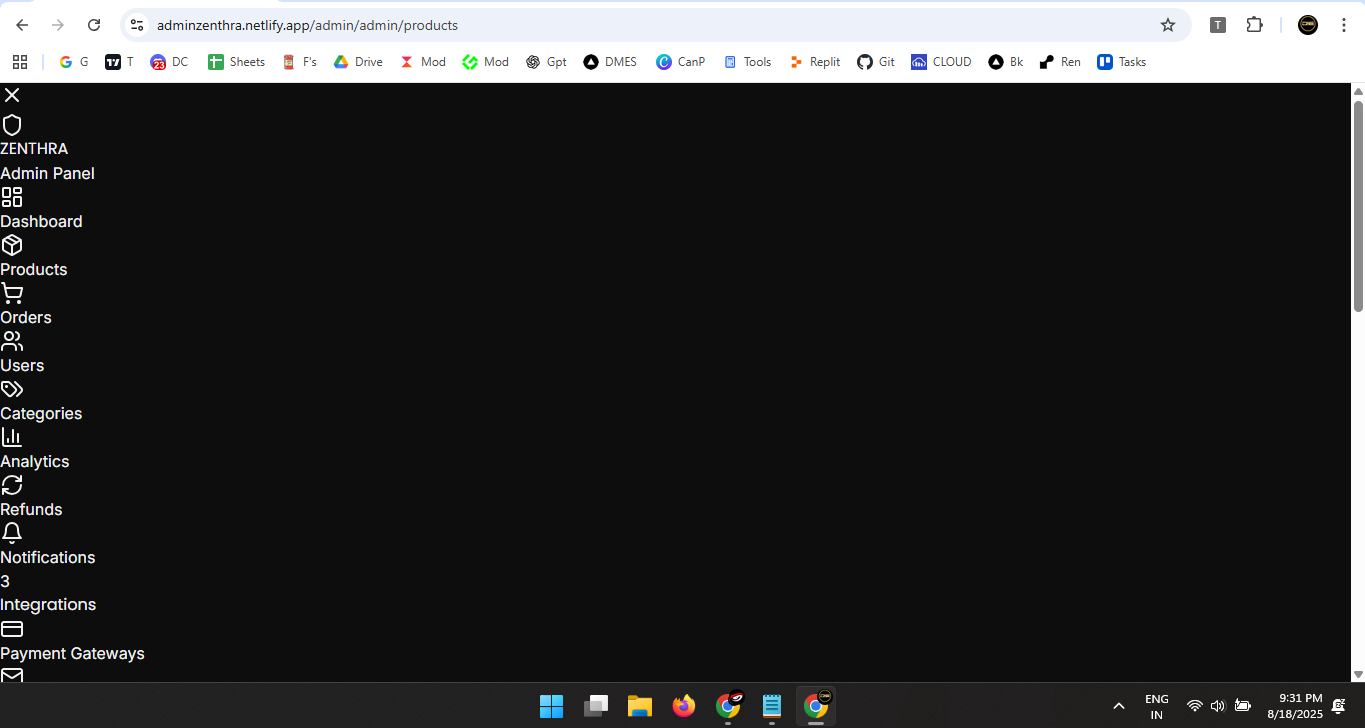 adminzenthra.netlify.app/admin/admin/products
T
G T 23 DC Sheets F's Drive Mod Mod Gpt DMES C CanP Tools Replit Git CLOUD Bk Ren Tasks
ZENTHRA
Admin Panel
Dashboard
Products
Orders
Users
Categories
Analytics
Refunds
Notifications
3
Integrations
Payment Gateways
ENG
IN
9:31 PM
8/18/2025